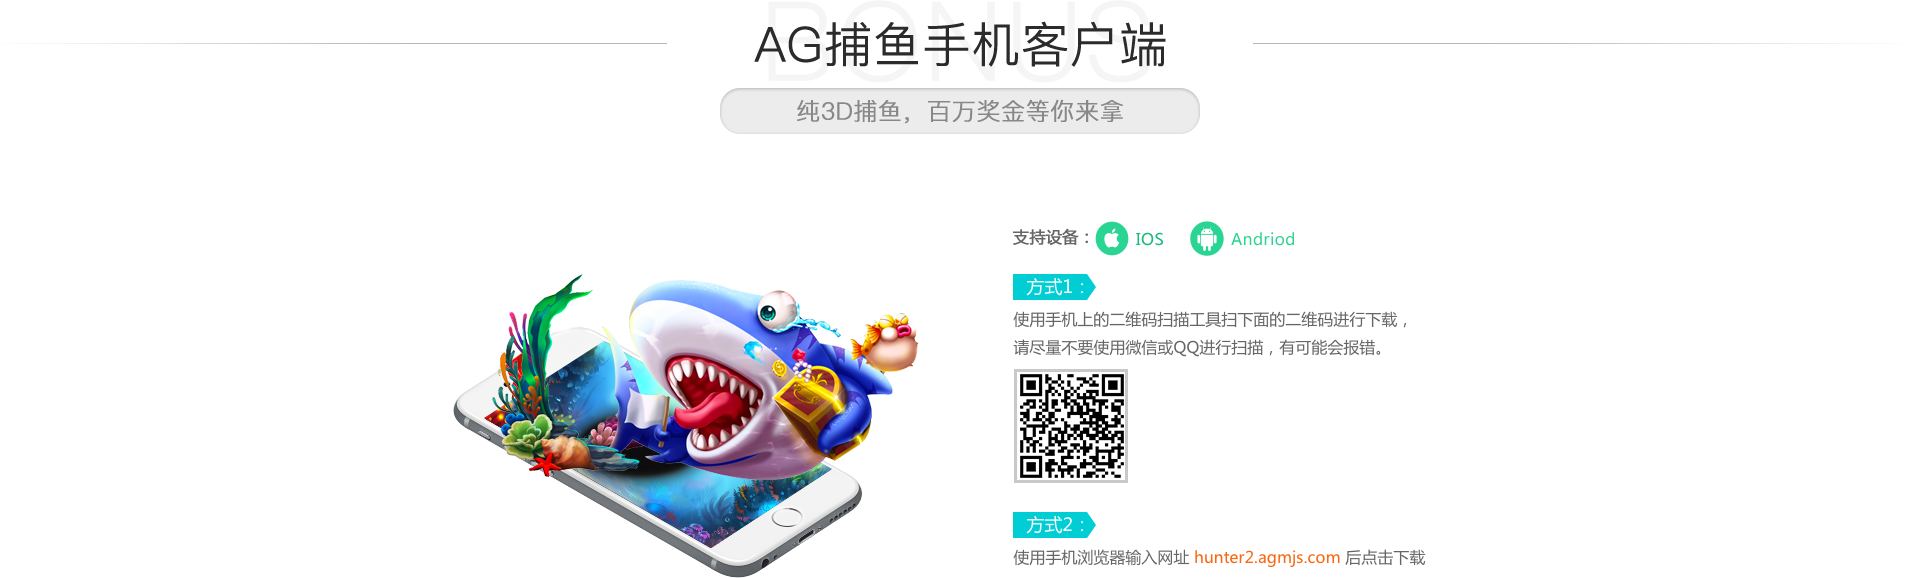 BONUS
AG捕鱼手机客户端
纯3D捕鱼，百万奖金等你来拿
支持设备： IOS Andriod
方式1：
使用手机上的二维码扫描工具扫下面的二维码进行下载，
请尽量不要使用微信或QQ进行扫描，有可能会报错。
方式2：
使用手机浏览器输入网址 hunter2.agmjs.com 后点击下载